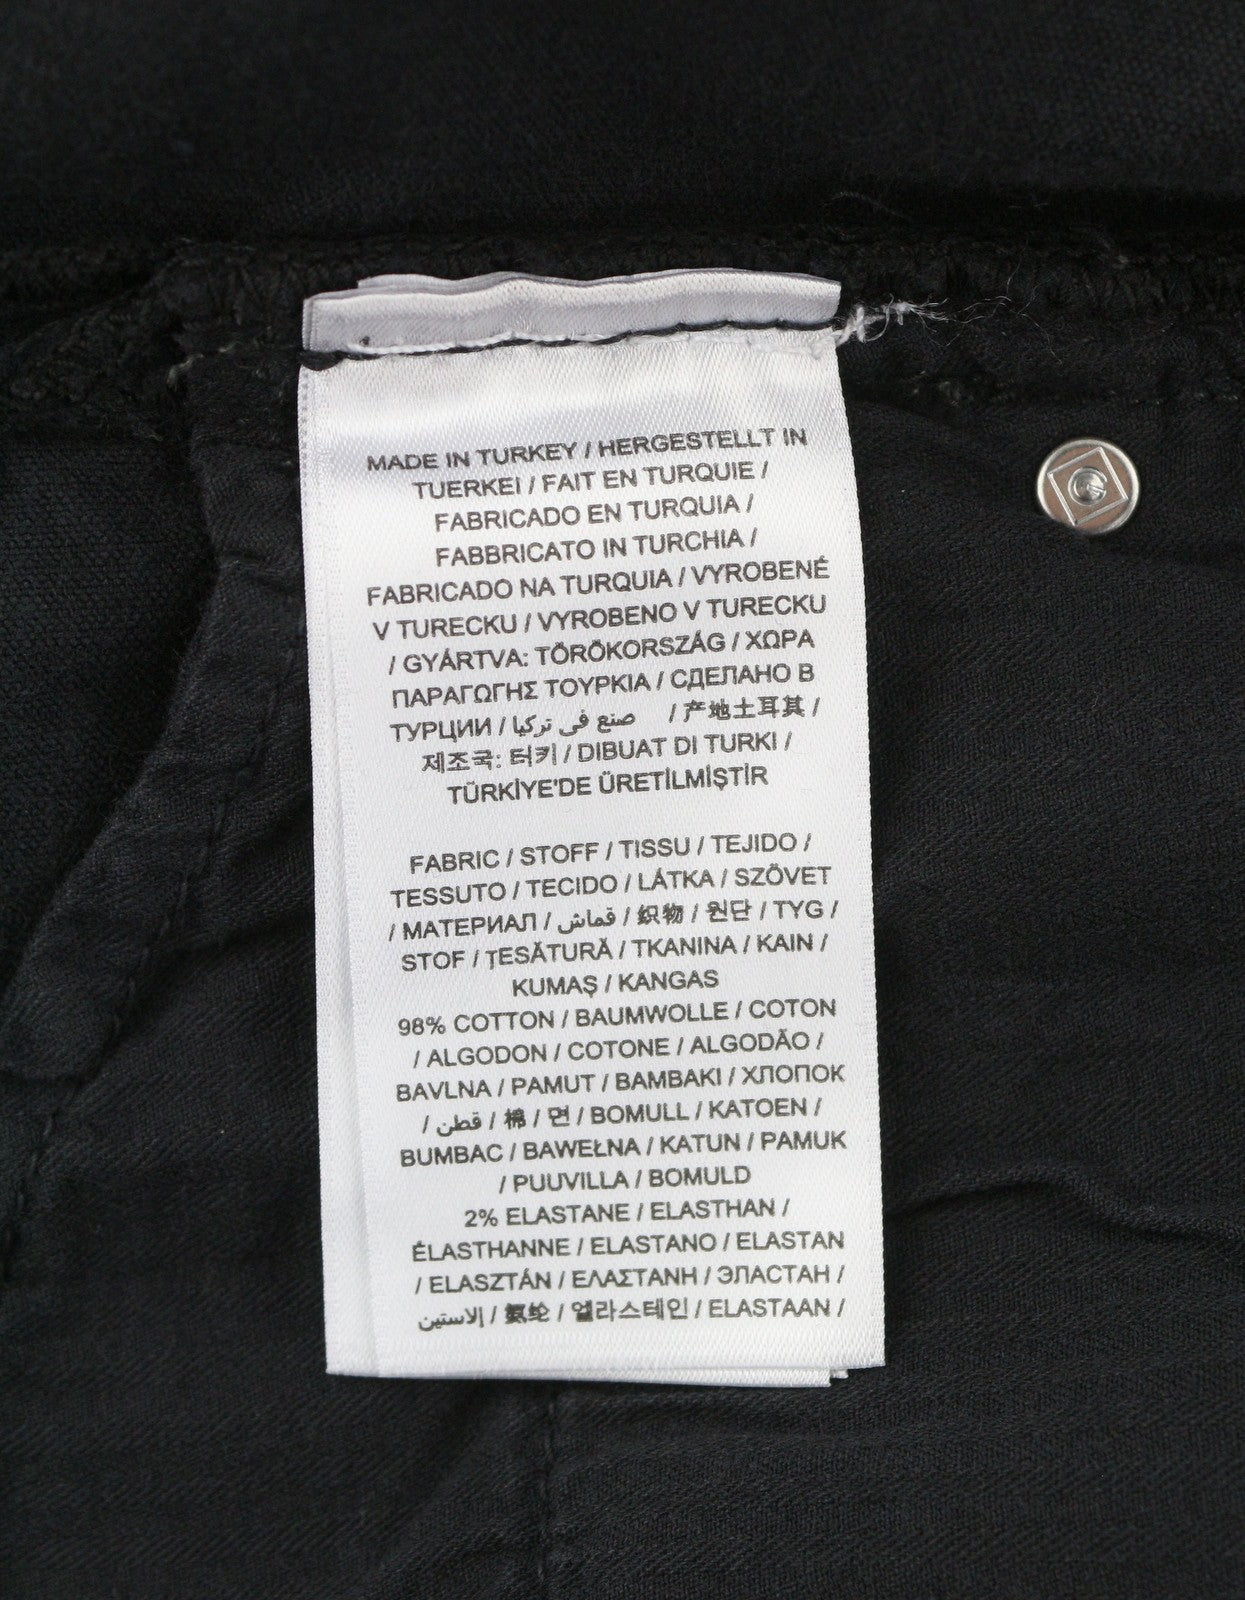 MADE IN TURKEY / HERGESTELLT IN
TUERKEI / FAIT EN TURQUIE /
FABRICADO EN TURQUIA /
FABBRICATO IN TURCHIA /
FABRICADO NA TURQUIA / VYROBENÉ
V TURECKU / VYROBENO V TURECKU
/ GYÁRTVA: TÖRÖKORSZÁG / ΧΩΡΑ
ΠΑΡΑΓΩΓΗΣ ΤΟΥΡΚΙΑ / СДЕЛАНО В
ТУРЦИИ / صنع في تركيا / 产地土耳其 /
제조국: 터키 / DIBUAT DI TURKI /
TÜRKİYE'DE ÜRETİLMİŞTİR
FABRIC / STOFF / TISSU / TEJIDO /
TESSUTO / TECIDO / LÁTKA / SZÖVET
/ МАТЕРИАЛ / قماش / 织物 / 원단 / TYG /
STOF / ȚESĂTURĂ / TKANINA / KAIN /
KUMAŞ / KANGAS
98% COTTON / BAUMWOLLE / COTON
/ ALGODON / COTONE / ALGODÃO /
BAVLNA / PAMUT / BAMBAKI / ХЛОПОК
/ قطن / 棉 / 면 / BOMULL / KATOEN /
BUMBAC / BAWEŁNA / KATUN / PAMUK
/ PUUVILLA / BOMULD
2% ELASTANE / ELASTHAN /
ÉLASTHANNE / ELASTANO / ELASTAN
/ ELASZTÁN / ΕΛΑΣΤΑΝΗ / ЭЛАСТАН /
إلاستين / 氨纶 / 엘라스테인 / ELASTAAN /